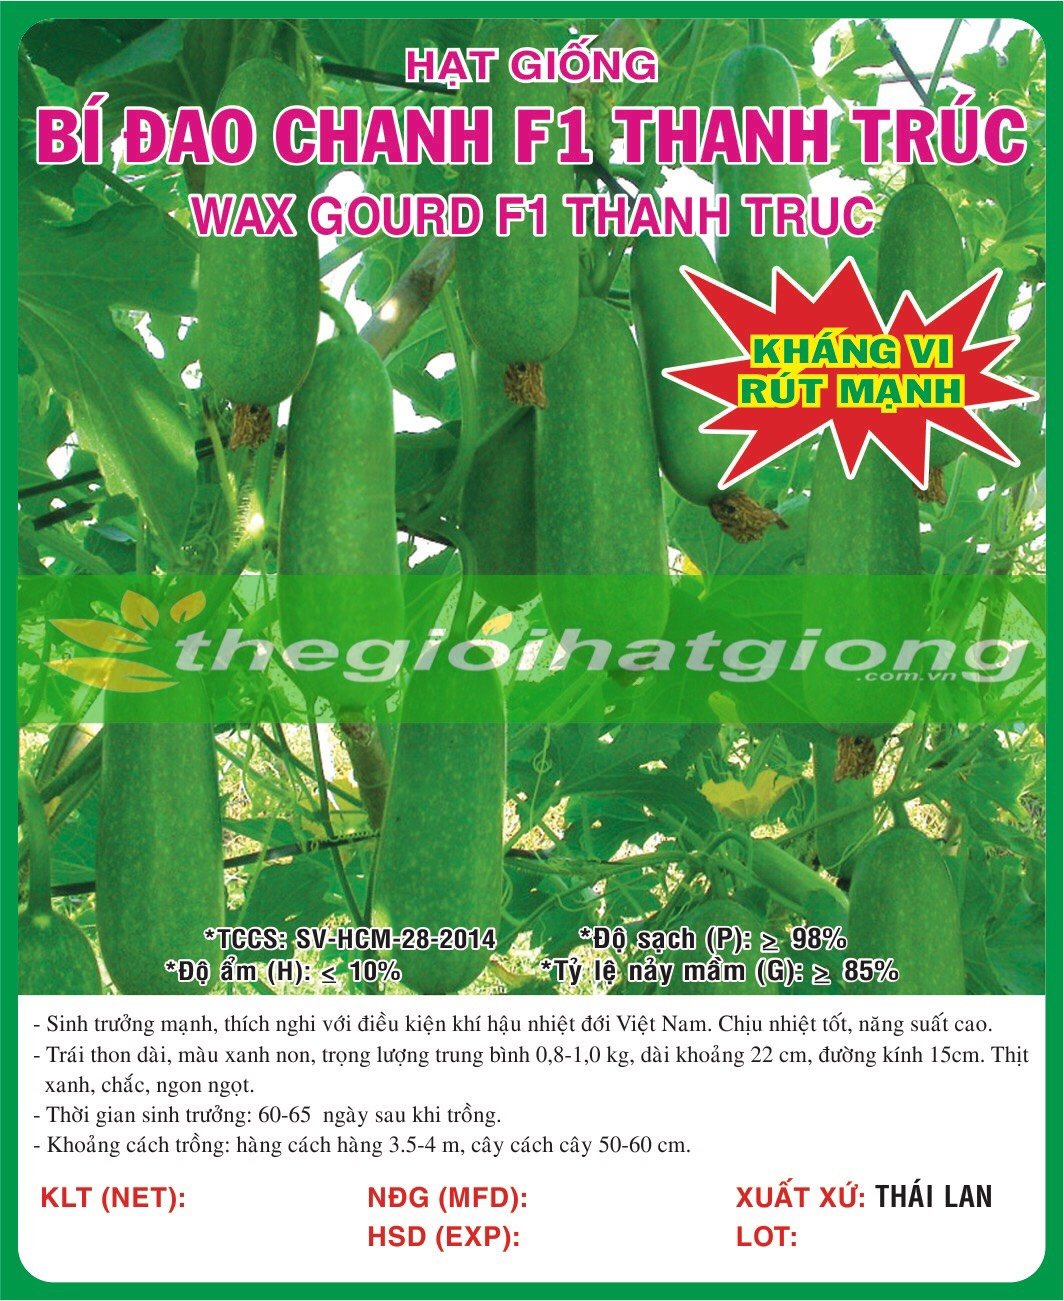 HẠT GIỐNG
BÍ ĐAO CHANH F1 THANH TRÚC
WAX GOURD F1 THANH TRUC
KHÁNG VI
RÚT MẠNH
thegioihatgiong
.com.vn
*TCCS: SV-HCM-28-2014 *Độ sạch (P): ≥ 98%
*Độ ẩm (H): ≤ 10% *Tỷ lệ nảy mầm (G): ≥ 85%
- Sinh trưởng mạnh, thích nghi với điều kiện khí hậu nhiệt đới Việt Nam. Chịu nhiệt tốt, năng suất cao.
- Trái thon dài, màu xanh non, trọng lượng trung bình 0,8-1,0 kg, dài khoảng 22 cm, đường kính 15cm. Thịt
xanh, chắc, ngon ngọt.
- Thời gian sinh trưởng: 60-65 ngày sau khi trồng.
- Khoảng cách trồng: hàng cách hàng 3.5-4 m, cây cách cây 50-60 cm.
KLT (NET): NĐG (MFD): XUẤT XỨ: THÁI LAN
HSD (EXP): LOT: